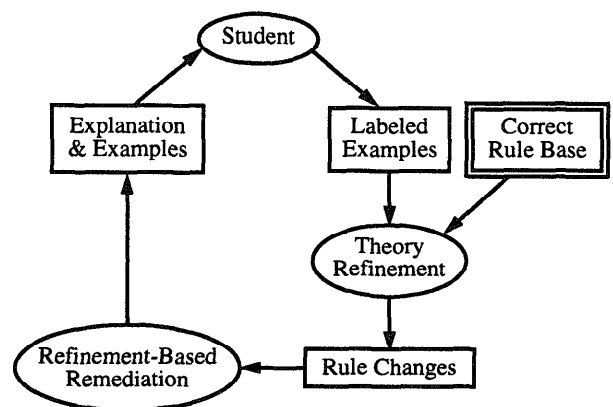 Student
Explanation
& Examples
Labeled
Examples
Correct
Rule Base
Theory
Refinement
Refinement-Based
Remediation
Rule Changes